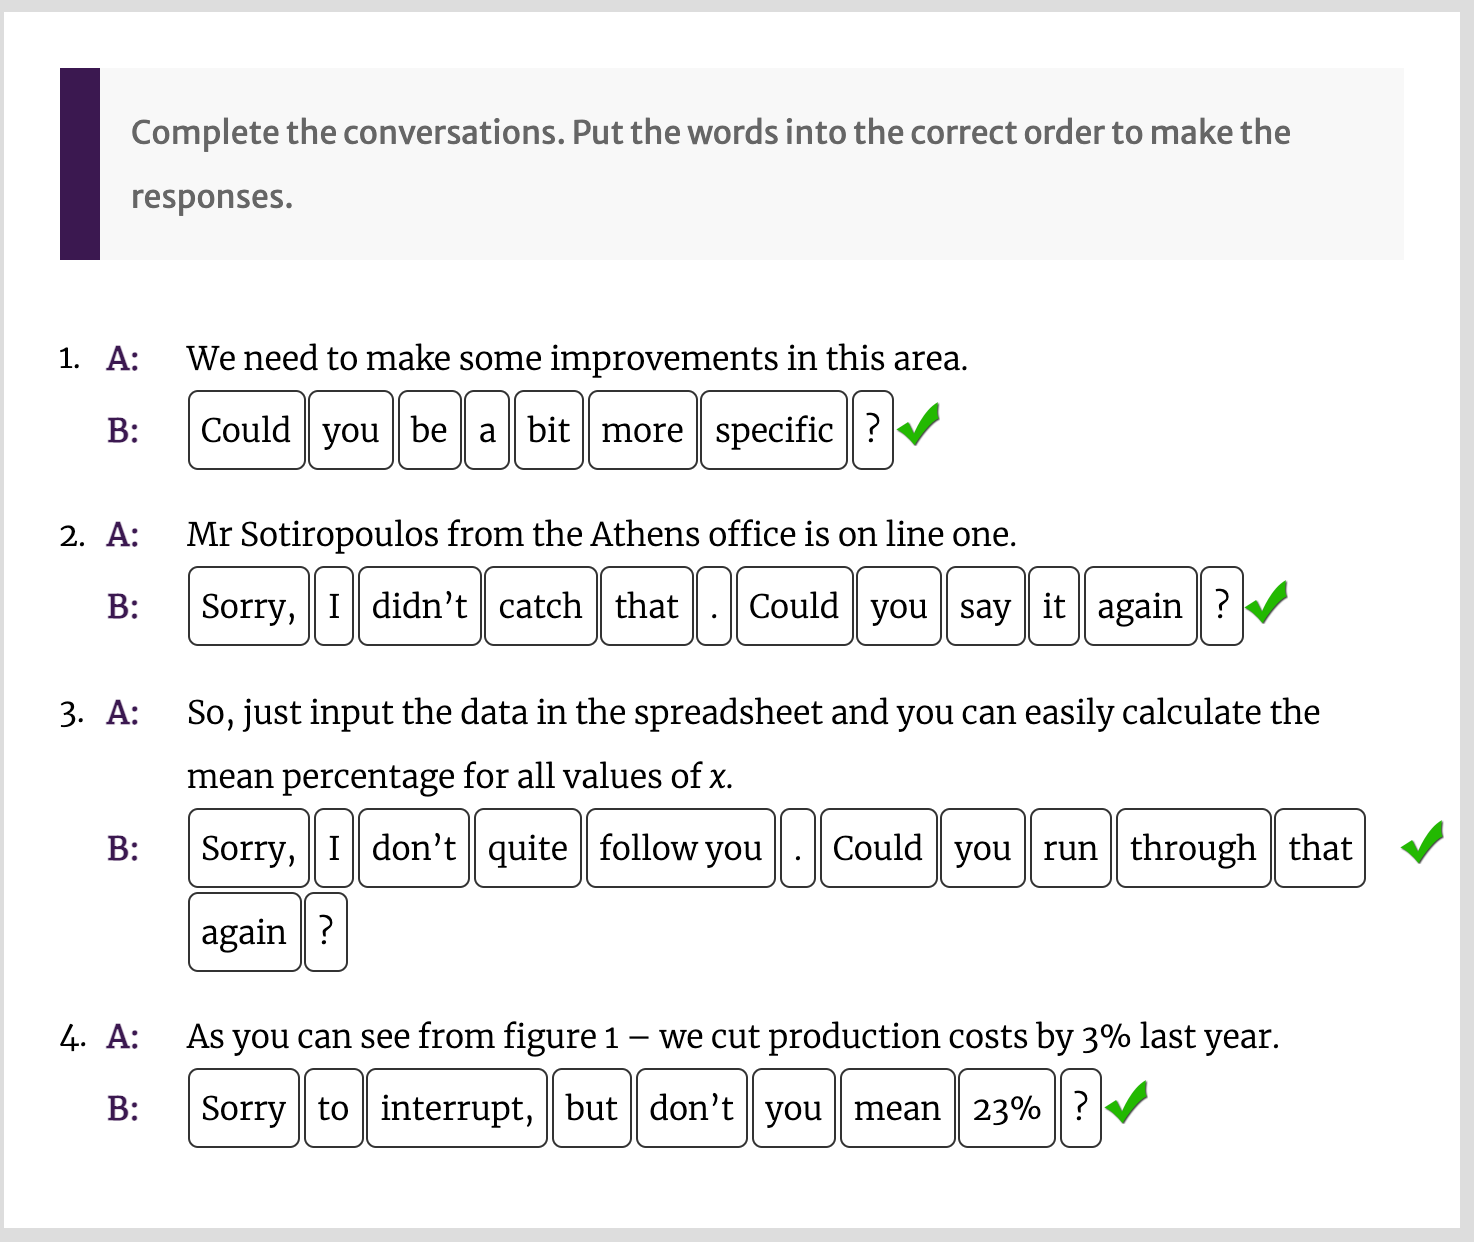 Complete the conversations. Put the words into the correct order to make the
responses.
1. A: We need to make some improvements in this area.
B: Could you be a bit more specific ?
2. A: Mr Sotiropoulos from the Athens office is on line one.
B: Sorry, I didn’t catch that . Could you say it again ?
3. A: So, just input the data in the spreadsheet and you can easily calculate the
mean percentage for all values of x.
B: Sorry, I don’t quite follow you . Could you run through that
again ?
4. A: As you can see from figure 1 – we cut production costs by 3% last year.
B: Sorry to interrupt, but don’t you mean 23% ?